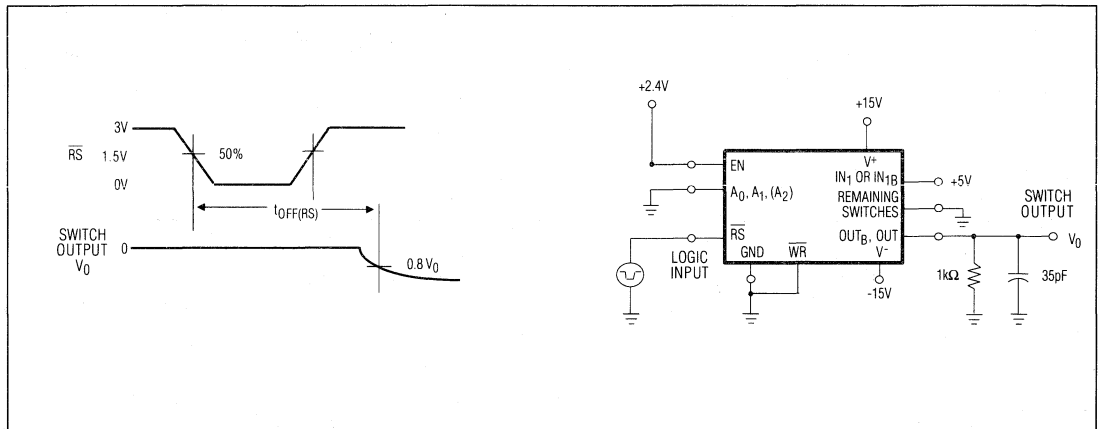 3V
RS 1.5V 50%
0V
tOFF(RS)
SWITCH
OUTPUT 0
V0
0.8 V0
+2.4V
+15V
V+
EN
IN1 OR IN1B
+5V
A0, A1, (A2)
REMAINING
SWITCHES
SWITCH
OUTPUT
RS
OUTB, OUT
V0
LOGIC
INPUT
GND
WR
V-
1kΩ
35pF
-15V